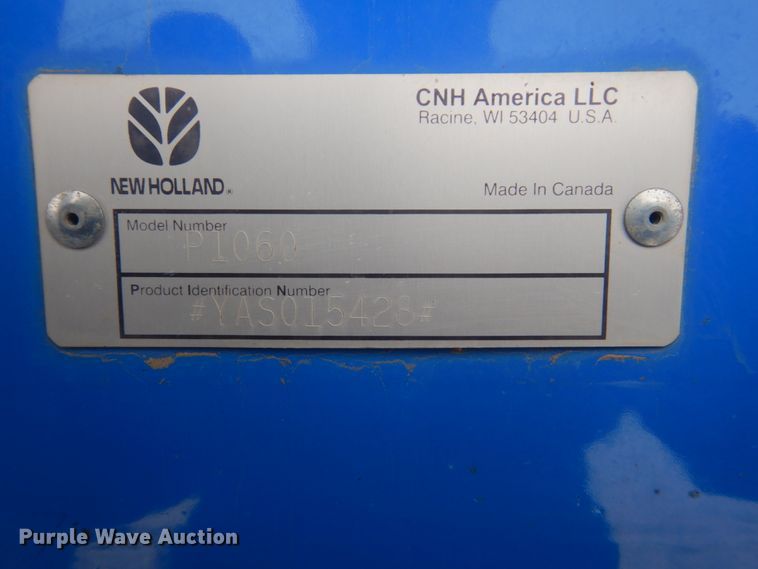 CNH America LLC
Racine, WI 53404 U.S.A.
NEW HOLLAND
Made In Canada
Model Number
P1060
Product Identification Number
#YAS015428#
Purple Wave Auction